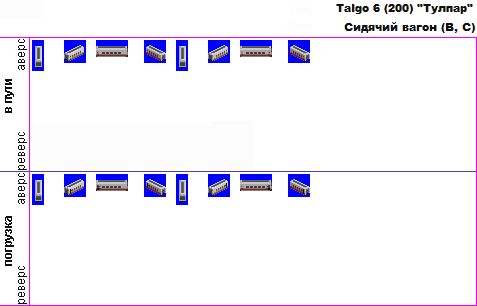 Talgo 6 (200) "Тулпар"
Сидячий вагон (В, С)
в пути
аверс
реверс
погрузка
аверс
реверс